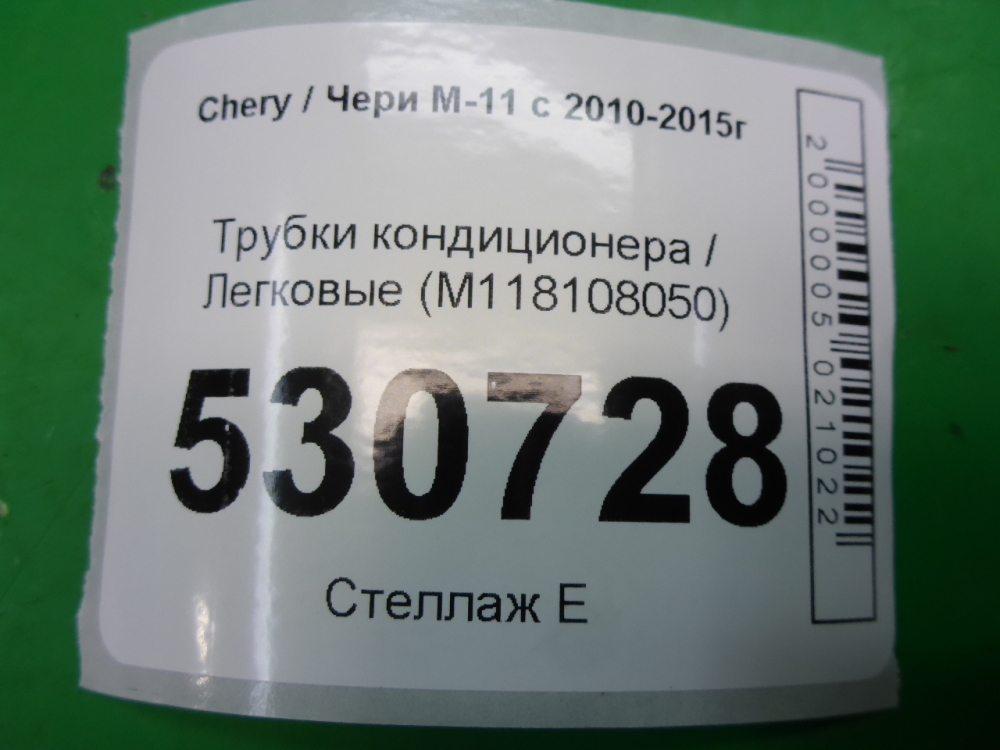 Chery / Чери М-11 с 2010-2015г
Трубки кондиционера /
Легковые (M118108050)
530728
Стеллаж Е
2000005021022